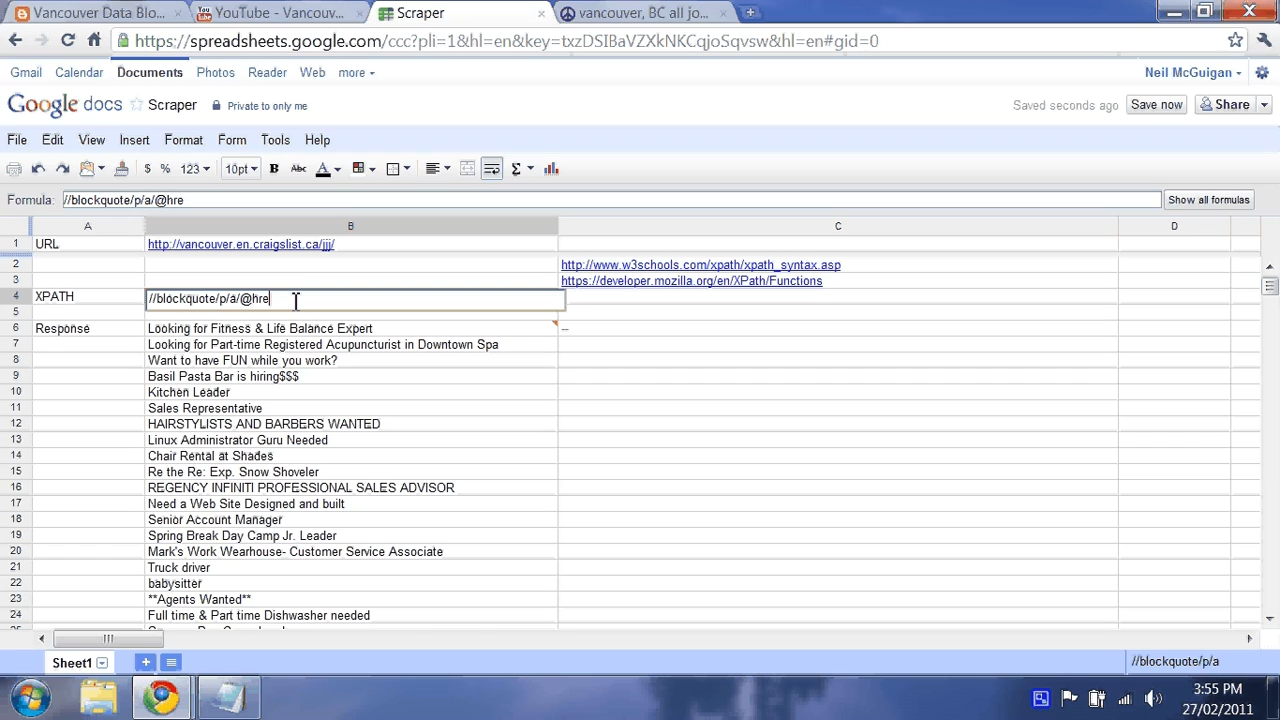 Vancouver Data Blo...
YouTube - Vancouv...
Scraper
vancouver, BC all jo...
https://spreadsheets.google.com/ccc?pli=1&hl=en&key=txzDSIBaVZXkNKCqjoSqvsw&hl=en#gid=0
Gmail Calendar Documents Photos Reader Web more
Neil McGuigan
Google docs Scraper Private to only me
Saved seconds ago Save now Share
File Edit View Insert Format Form Tools Help
$ % 123 10pt B Abc A Σ
Formula: //blockquote/p/a/@hre Show all formulas
A B C D
1 URL http://vancouver.en.craigslist.ca/jjj/
2 http://www.w3schools.com/xpath/xpath_syntax.asp
3 https://developer.mozilla.org/en/XPath/Functions
4 XPATH //blockquote/p/a/@hre
5
6 Response Looking for Fitness & Life Balance Expert --
7 Looking for Part-time Registered Acupuncturist in Downtown Spa
8 Want to have FUN while you work?
9 Basil Pasta Bar is hiring$$$
10 Kitchen Leader
11 Sales Representative
12 HAIRSTYLISTS AND BARBERS WANTED
13 Linux Administrator Guru Needed
14 Chair Rental at Shades
15 Re the Re: Exp. Snow Shoveler
16 REGENCY INFINITI PROFESSIONAL SALES ADVISOR
17 Need a Web Site Designed and built
18 Senior Account Manager
19 Spring Break Day Camp Jr. Leader
20 Mark's Work Wearhouse- Customer Service Associate
21 Truck driver
22 babysitter
23 **Agents Wanted**
24 Full time & Part time Dishwasher needed
Sheet1
//blockquote/p/a
3:55 PM
27/02/2011